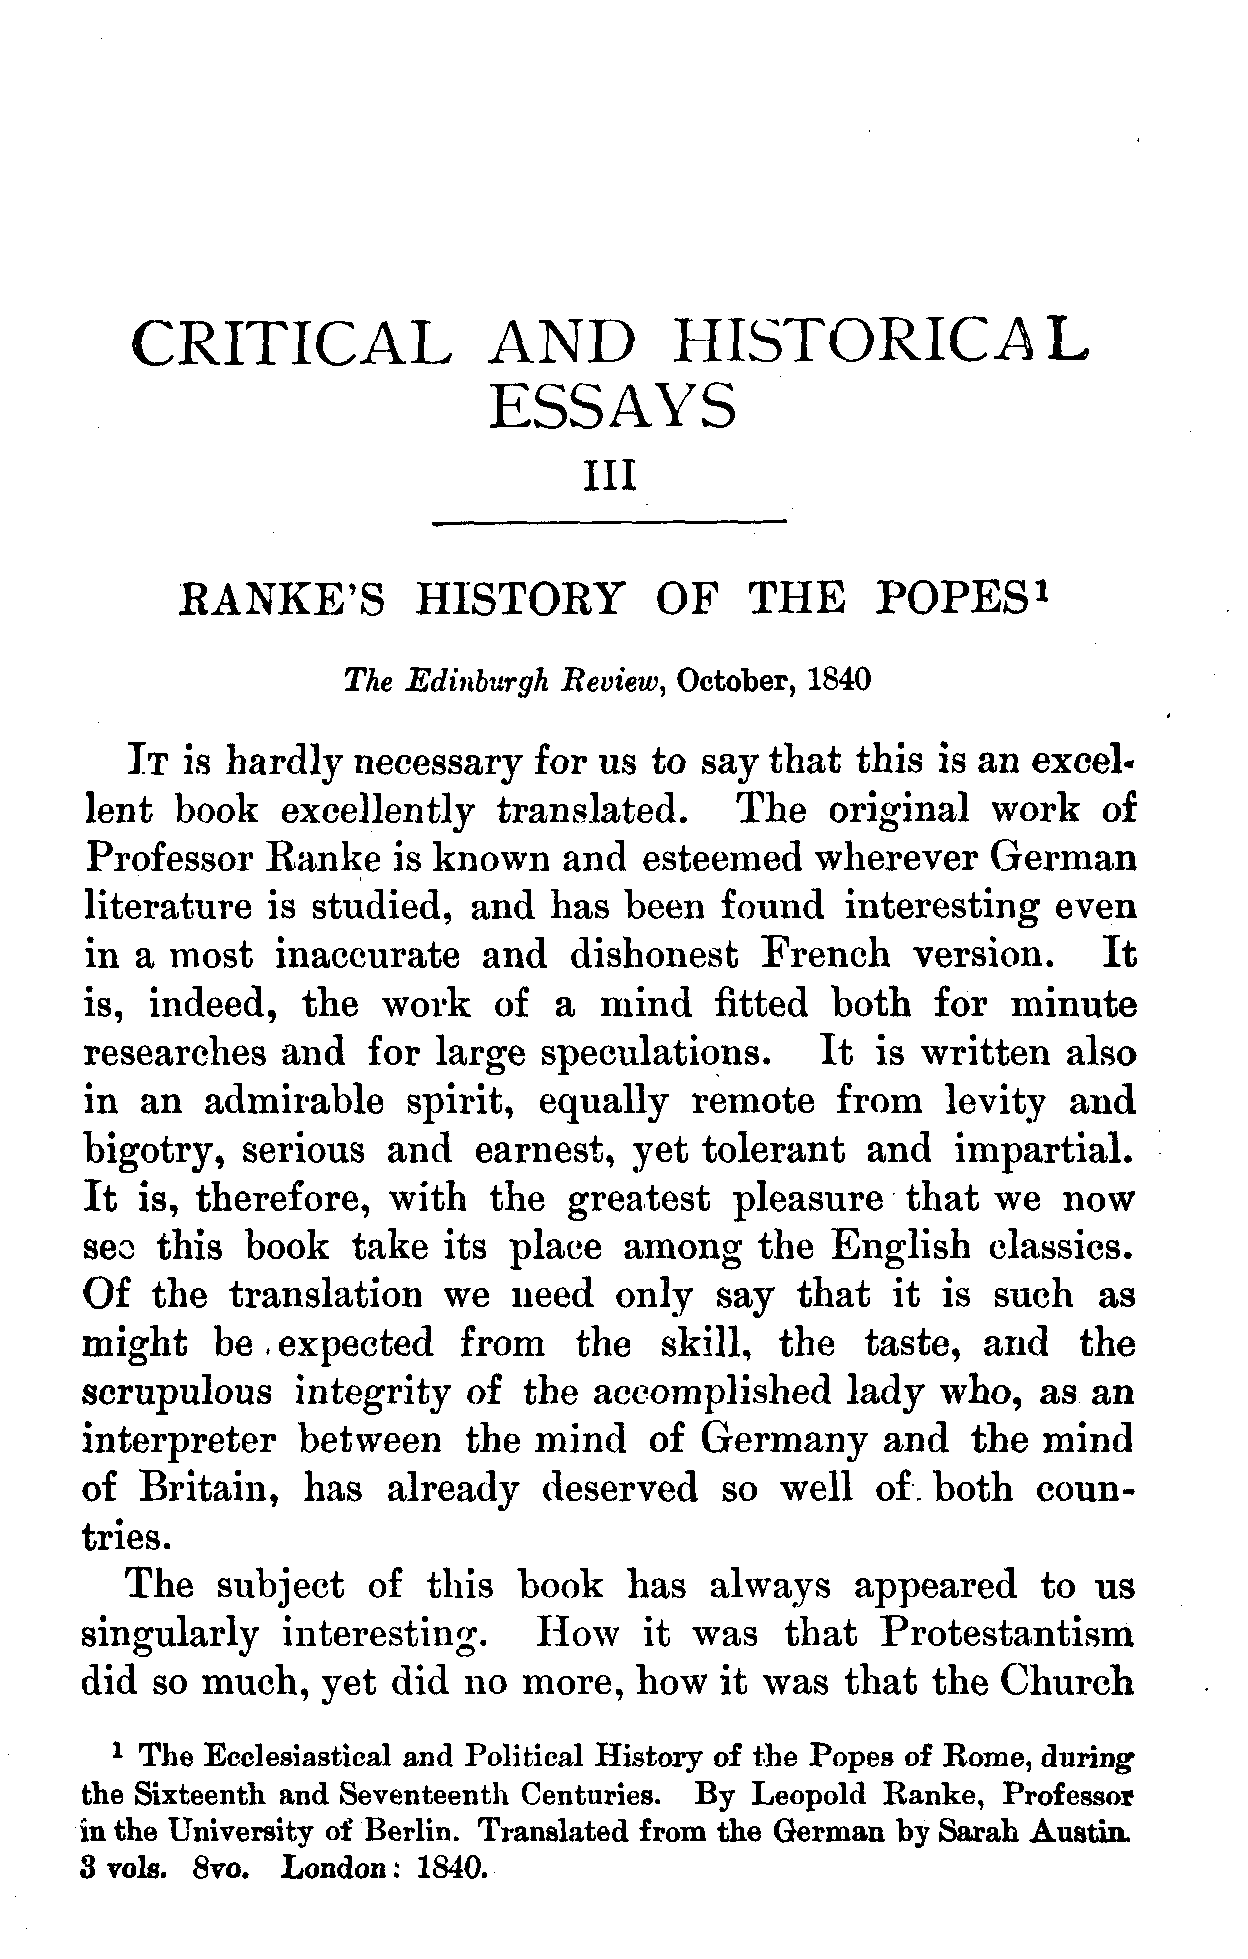 CRITICAL AND HISTORICAL
ESSAYS
III
RANKE'S HISTORY OF THE POPES¹
The Edinburgh Review, October, 1840
IT is hardly necessary for us to say that this is an excel-
lent book excellently translated. The original work of
Professor Ranke is known and esteemed wherever German
literature is studied, and has been found interesting even
in a most inaccurate and dishonest French version. It
is, indeed, the work of a mind fitted both for minute
researches and for large speculations. It is written also
in an admirable spirit, equally remote from levity and
bigotry, serious and earnest, yet tolerant and impartial.
It is, therefore, with the greatest pleasure that we now
see this book take its place among the English classics.
Of the translation we need only say that it is such as
might be expected from the skill, the taste, and the
scrupulous integrity of the accomplished lady who, as an
interpreter between the mind of Germany and the mind
of Britain, has already deserved so well of both coun-
tries.
The subject of this book has always appeared to us
singularly interesting. How it was that Protestantism
did so much, yet did no more, how it was that the Church
¹ The Ecclesiastical and Political History of the Popes of Rome, during
the Sixteenth and Seventeenth Centuries. By Leopold Ranke, Professor
in the University of Berlin. Translated from the German by Sarah Austin.
3 vols. 8vo. London: 1840.